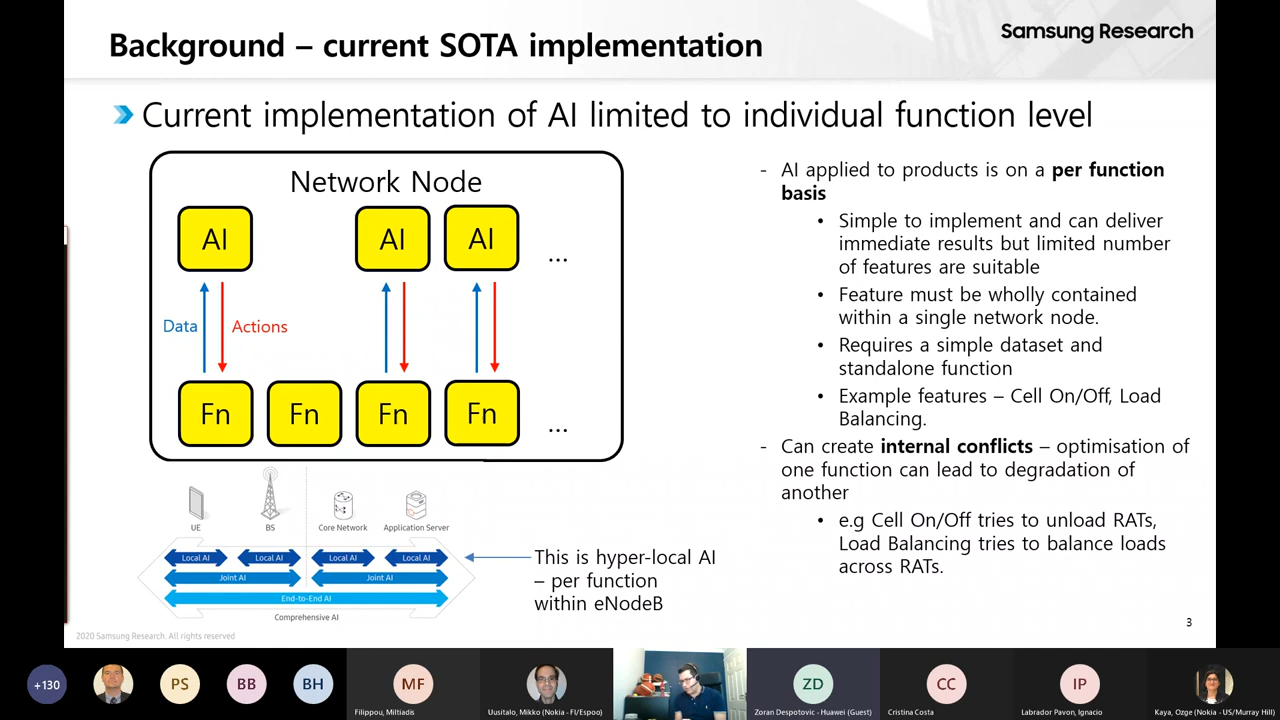 Background – current SOTA implementation
Samsung Research
Current implementation of AI limited to individual function level
Network Node
AI
AI
AI
...
Data
Actions
Fn
Fn
Fn
Fn
...
- AI applied to products is on a per function
basis
• Simple to implement and can deliver
immediate results but limited number
of features are suitable
• Feature must be wholly contained
within a single network node.
• Requires a simple dataset and
standalone function
• Example features – Cell On/Off, Load
Balancing.
- Can create internal conflicts – optimisation of
one function can lead to degradation of
another
• e.g Cell On/Off tries to unload RATs,
Load Balancing tries to balance loads
across RATs.
UE
BS
Core Network
Application Server
Local AI
Local AI
Local AI
Local AI
Joint AI
Joint AI
End-to-End AI
Comprehensive AI
This is hyper-local AI
– per function
within eNodeB
3
2020 Samsung Research. All rights reserved
+130
PS
BB
BH
MF
Filippou, Miltiadis
Uusitalo, Mikko (Nokia - FI/Espoo)
ZD
Zoran Despotovic - Huawei (Guest)
CC
Cristina Costa
IP
Labrador Pavon, Ignacio
Kaya, Ozge (Nokia - US/Murray Hill)